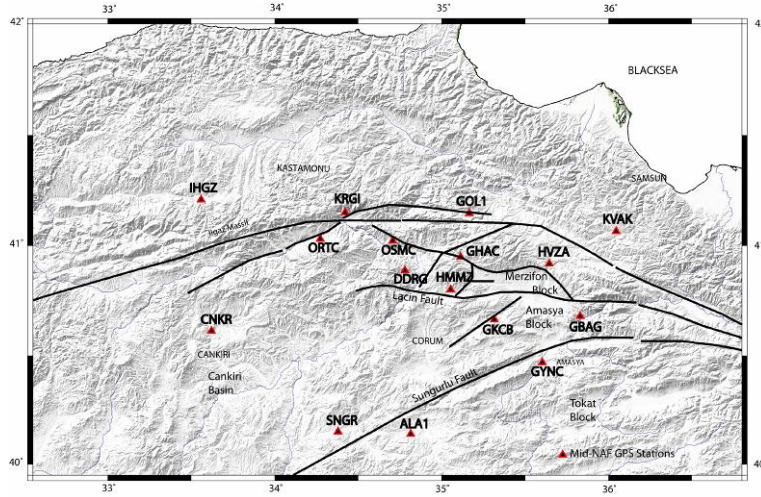 33˚
34˚
35˚
36˚
42˚
BLACKSEA
KASTAMONU
SAMSUN
IHGZ
KRGI
GOL1
KVAK
Ilgaz Massif
41˚
ORTC
OSMC
GHAC
HVZA
DDRG
HMMZ
Merzifon
Block
Lacin Fault
CNKR
GKCB
Amasya
Block
GBAG
CANKIRI
CORUM
GYNC
AMASYA
Cankiri
Basin
Sungurlu Fault
Tokat
Block
SNGR
ALA1
Mid-NAF GPS Stations
40˚
33˚
34˚
35˚
36˚